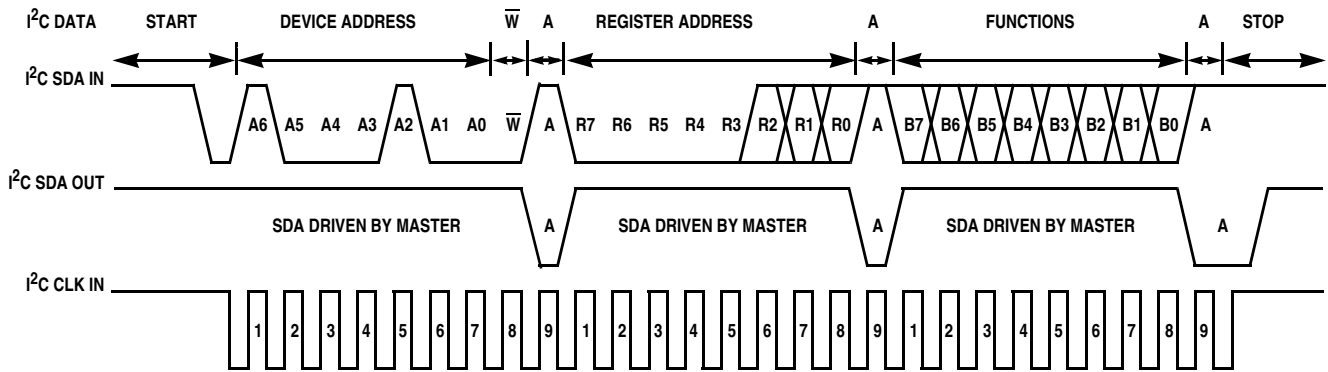 I2C DATA START DEVICE ADDRESS W̅ A REGISTER ADDRESS A FUNCTIONS A STOP
I2C SDA IN
A6 A5 A4 A3 A2 A1 A0 W̅ A R7 R6 R5 R4 R3 R2 R1 R0 A B7 B6 B5 B4 B3 B2 B1 B0 A
I2C SDA OUT
SDA DRIVEN BY MASTER A SDA DRIVEN BY MASTER A SDA DRIVEN BY MASTER A
I2C CLK IN
1 2 3 4 5 6 7 8 9 1 2 3 4 5 6 7 8 9 1 2 3 4 5 6 7 8 9